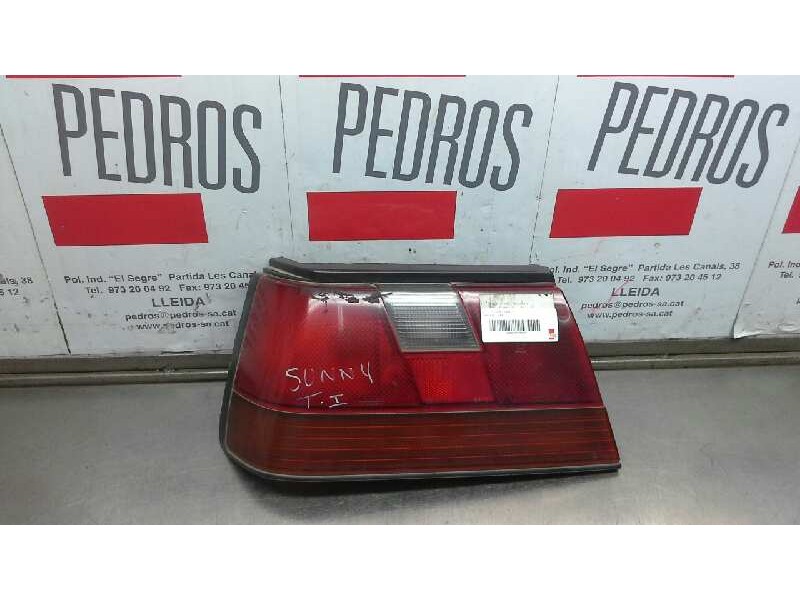 PEDROS PEDROS PEDROS
Pol. Ind. "El Segre" Partida Les Canals, 38
Tel. 973 20 04 92 Fax 973 20 45 12
LLEIDA
pedros@pedros-sa.cat
www.pedros-sa.cat
Pol. Ind. "El Segre" Partida Les Canals, 38
Tel. 973 20 04 92 Fax 973 20 45 12
LLEIDA
pedros@pedros-sa.cat
www.pedros-sa.cat
SUNNY
T.I